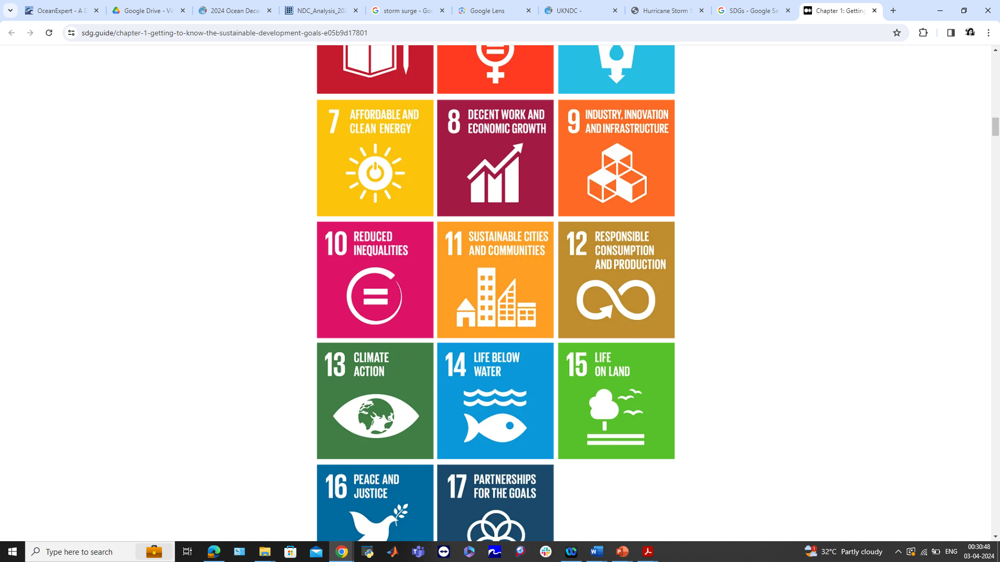 OceanExpert - A D
Google Drive - Vir
2024 Ocean Deca
NDC_Analysis_202
storm surge - Goo
Google Lens
UKNDC -
Hurricane Storm S
SDGs - Google Se
Chapter 1: Getting
sdg.guide/chapter-1-getting-to-know-the-sustainable-development-goals-e05b9d17801
7 AFFORDABLE AND
CLEAN ENERGY
8 DECENT WORK AND
ECONOMIC GROWTH
9 INDUSTRY, INNOVATION
AND INFRASTRUCTURE
10 REDUCED
INEQUALITIES
11 SUSTAINABLE CITIES
AND COMMUNITIES
12 RESPONSIBLE
CONSUMPTION
AND PRODUCTION
13 CLIMATE
ACTION
14 LIFE BELOW
WATER
15 LIFE
ON LAND
16 PEACE AND
JUSTICE
17 PARTNERSHIPS
FOR THE GOALS
Type here to search
1
32°C Partly cloudy
ENG
00:30:48
03-04-2024